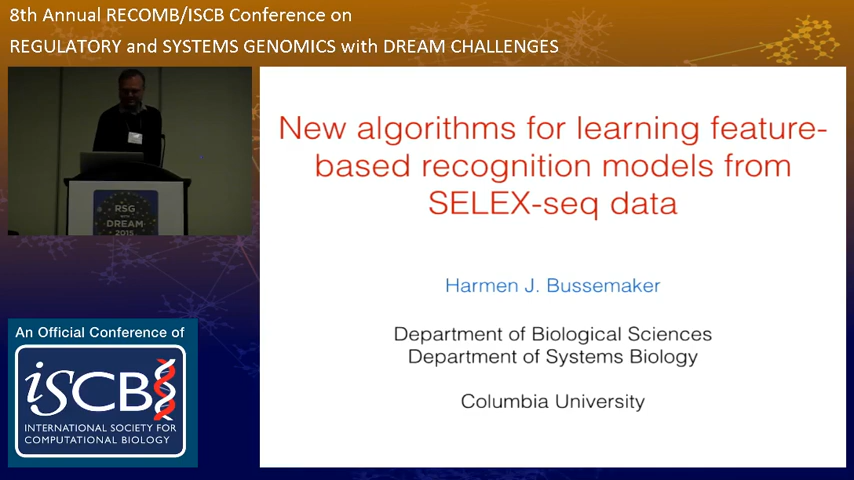 8th Annual RECOMB/ISCB Conference on
REGULATORY and SYSTEMS GENOMICS with DREAM CHALLENGES
RSG
WITH
DREAM
2015
An Official Conference of
iSCB
INTERNATIONAL SOCIETY FOR
COMPUTATIONAL BIOLOGY
New algorithms for learning feature-
based recognition models from
SELEX-seq data
Harmen J. Bussemaker
Department of Biological Sciences
Department of Systems Biology
Columbia University